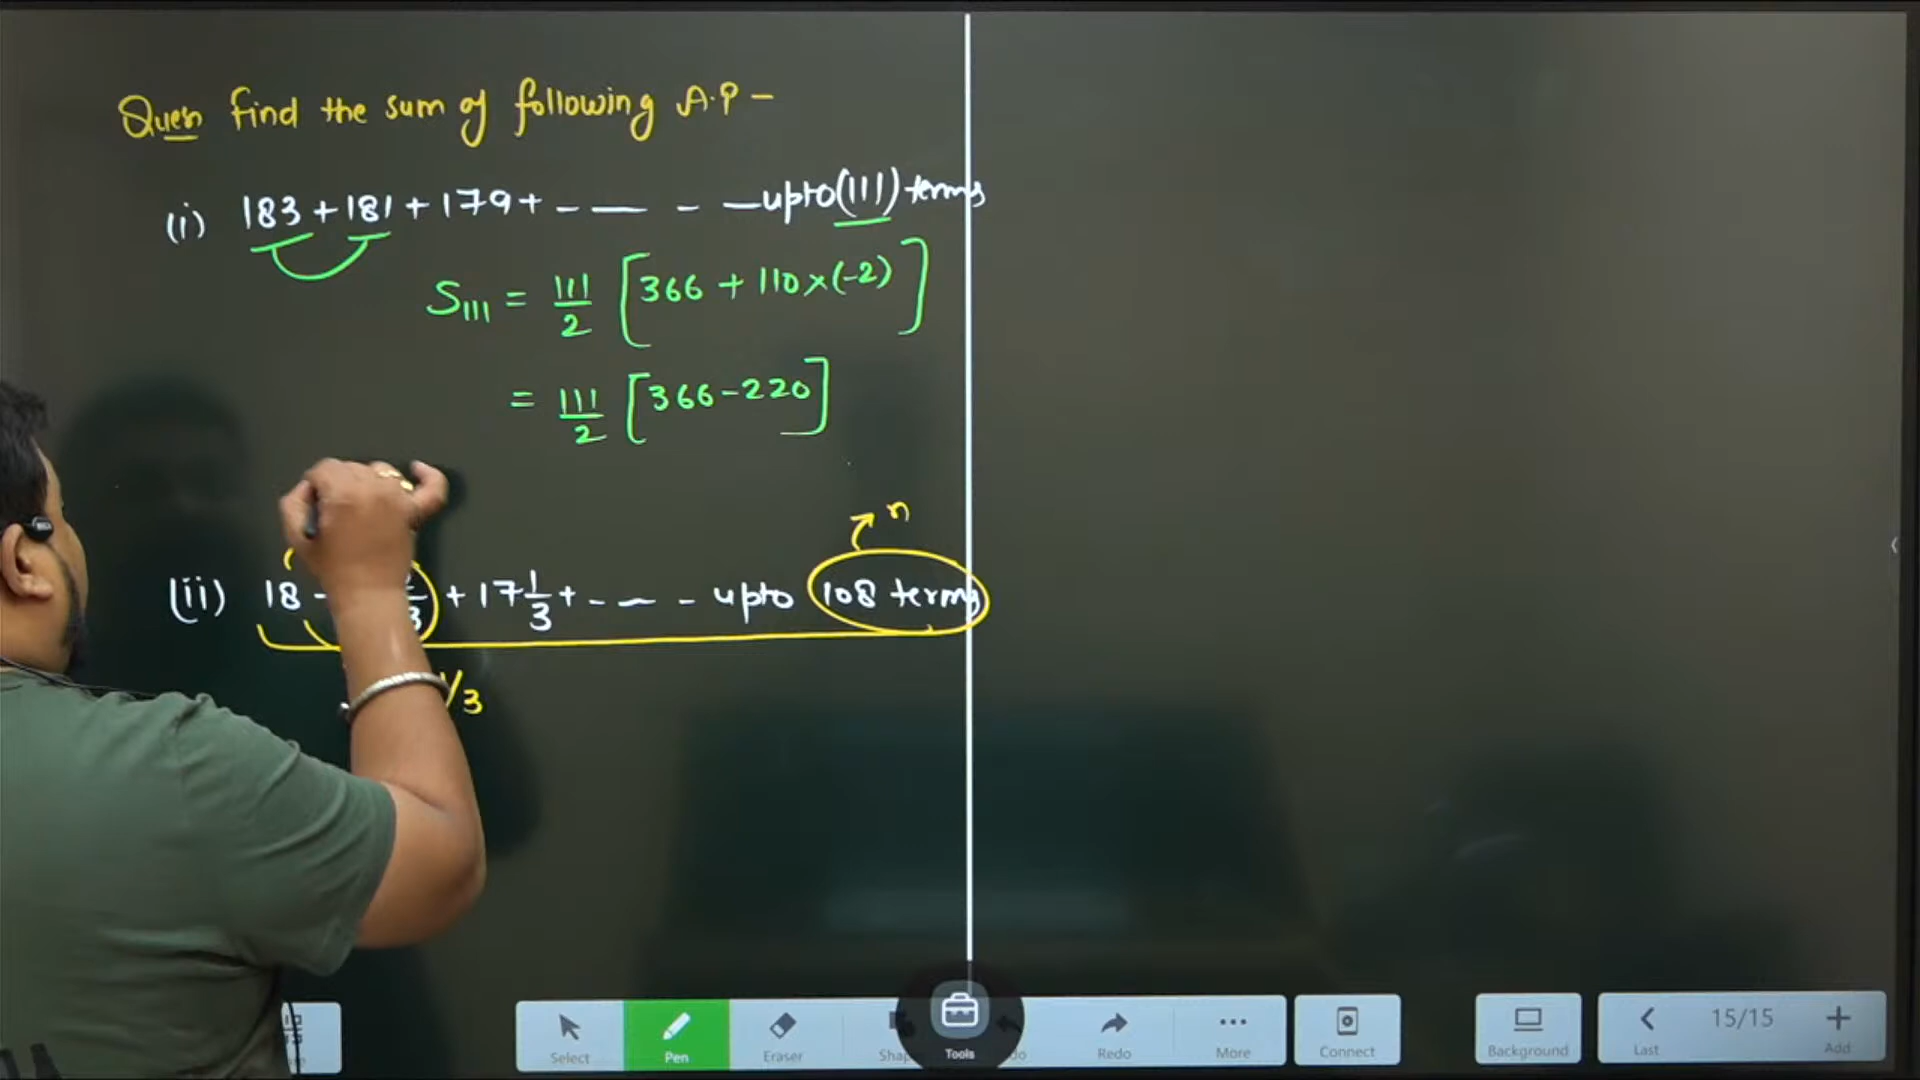 Quesn Find the sum of following A.P -
(i) 183 + 181 + 179 + - — - — upto (111) terms
S111 = 111/2 [366 + 110 × (-2)]
= 111/2 [366 - 220]
n
(ii) 18 + 17 1/3 + - — - upto 108 terms
1/3
Select Pen Eraser Tools Redo More Connect Background Last 15/15 Add